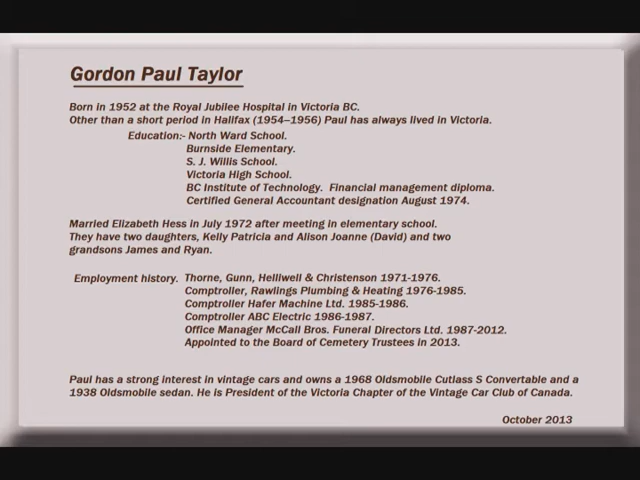 Gordon Paul Taylor
Born in 1952 at the Royal Jubilee Hospital in Victoria BC.
Other than a short period in Halifax (1954–1956) Paul has always lived in Victoria.
Education:- North Ward School.
Burnside Elementary.
S. J. Willis School.
Victoria High School.
BC Institute of Technology. Financial management diploma.
Certified General Accountant designation August 1974.
Married Elizabeth Hess in July 1972 after meeting in elementary school.
They have two daughters, Kelly Patricia and Alison Joanne (David) and two
grandsons James and Ryan.
Employment history. Thorne, Gunn, Helliwell & Christenson 1971-1976.
Comptroller, Rawlings Plumbing & Heating 1976-1985.
Comptroller Hafer Machine Ltd. 1985-1986.
Comptroller ABC Electric 1986-1987.
Office Manager McCall Bros. Funeral Directors Ltd. 1987-2012.
Appointed to the Board of Cemetery Trustees in 2013.
Paul has a strong interest in vintage cars and owns a 1968 Oldsmobile Cutlass S Convertable and a
1938 Oldsmobile sedan. He is President of the Victoria Chapter of the Vintage Car Club of Canada.
October 2013